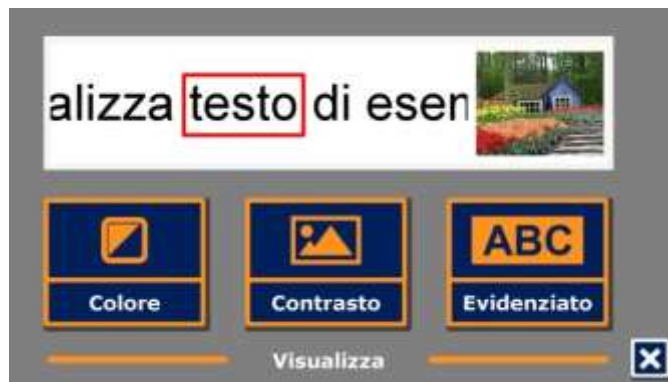 alizza testo di esen
ABC
Colore Contrasto Evidenziato
Visualizza